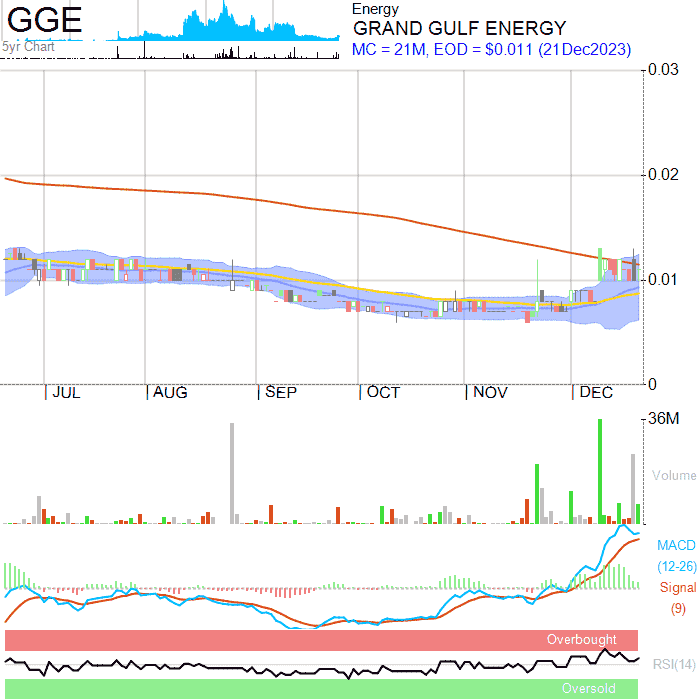 GGE
5yr Chart
Energy
GRAND GULF ENERGY
MC = 21M, EOD = $0.011 (21Dec2023)
0.03
0.02
0.01
0
JUL AUG SEP OCT NOV DEC
36M
Volume
MACD
(12-26)
Signal
(9)
Overbought
RSI(14)
Oversold